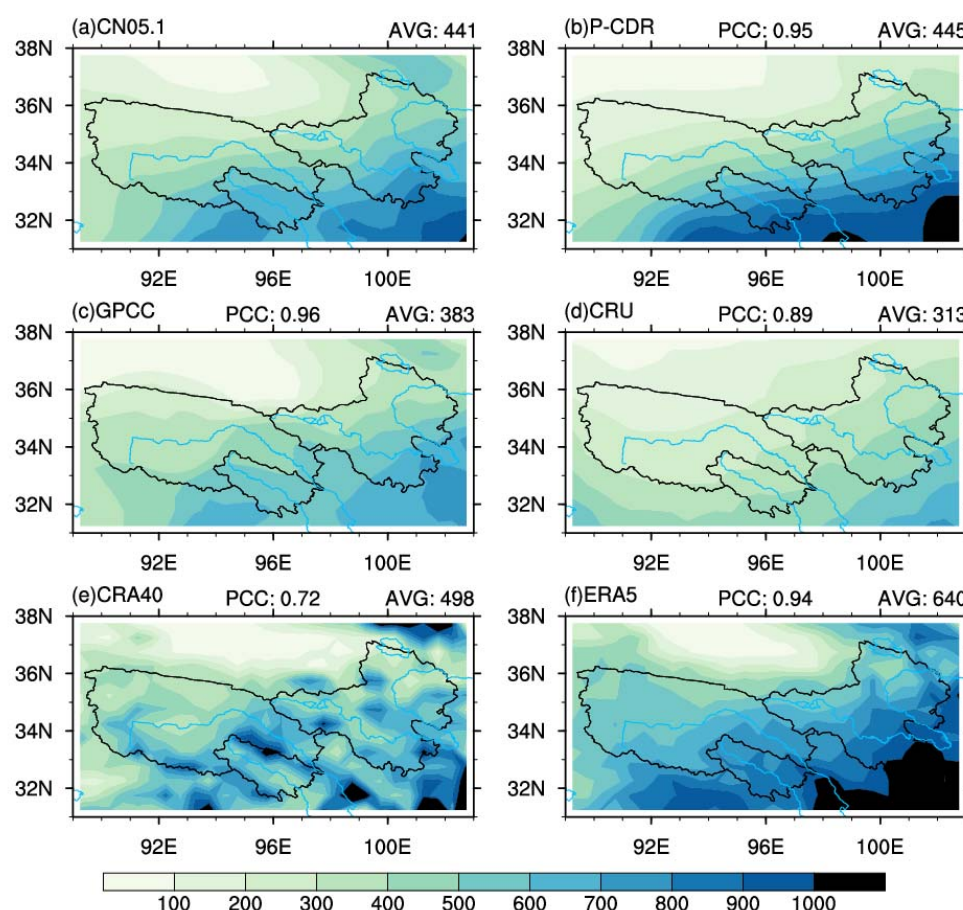 (a)CN05.1 AVG: 441
(b)P-CDR PCC: 0.95 AVG: 445
38N 38N
36N 36N
34N 34N
32N 32N
92E 96E 100E 92E 96E 100E
(c)GPCC PCC: 0.96 AVG: 383
(d)CRU PCC: 0.89 AVG: 313
38N 38N
36N 36N
34N 34N
32N 32N
92E 96E 100E 92E 96E 100E
(e)CRA40 PCC: 0.72 AVG: 498
(f)ERA5 PCC: 0.94 AVG: 640
38N 38N
36N 36N
34N 34N
32N 32N
92E 96E 100E 92E 96E 100E
100 200 300 400 500 600 700 800 900 1000